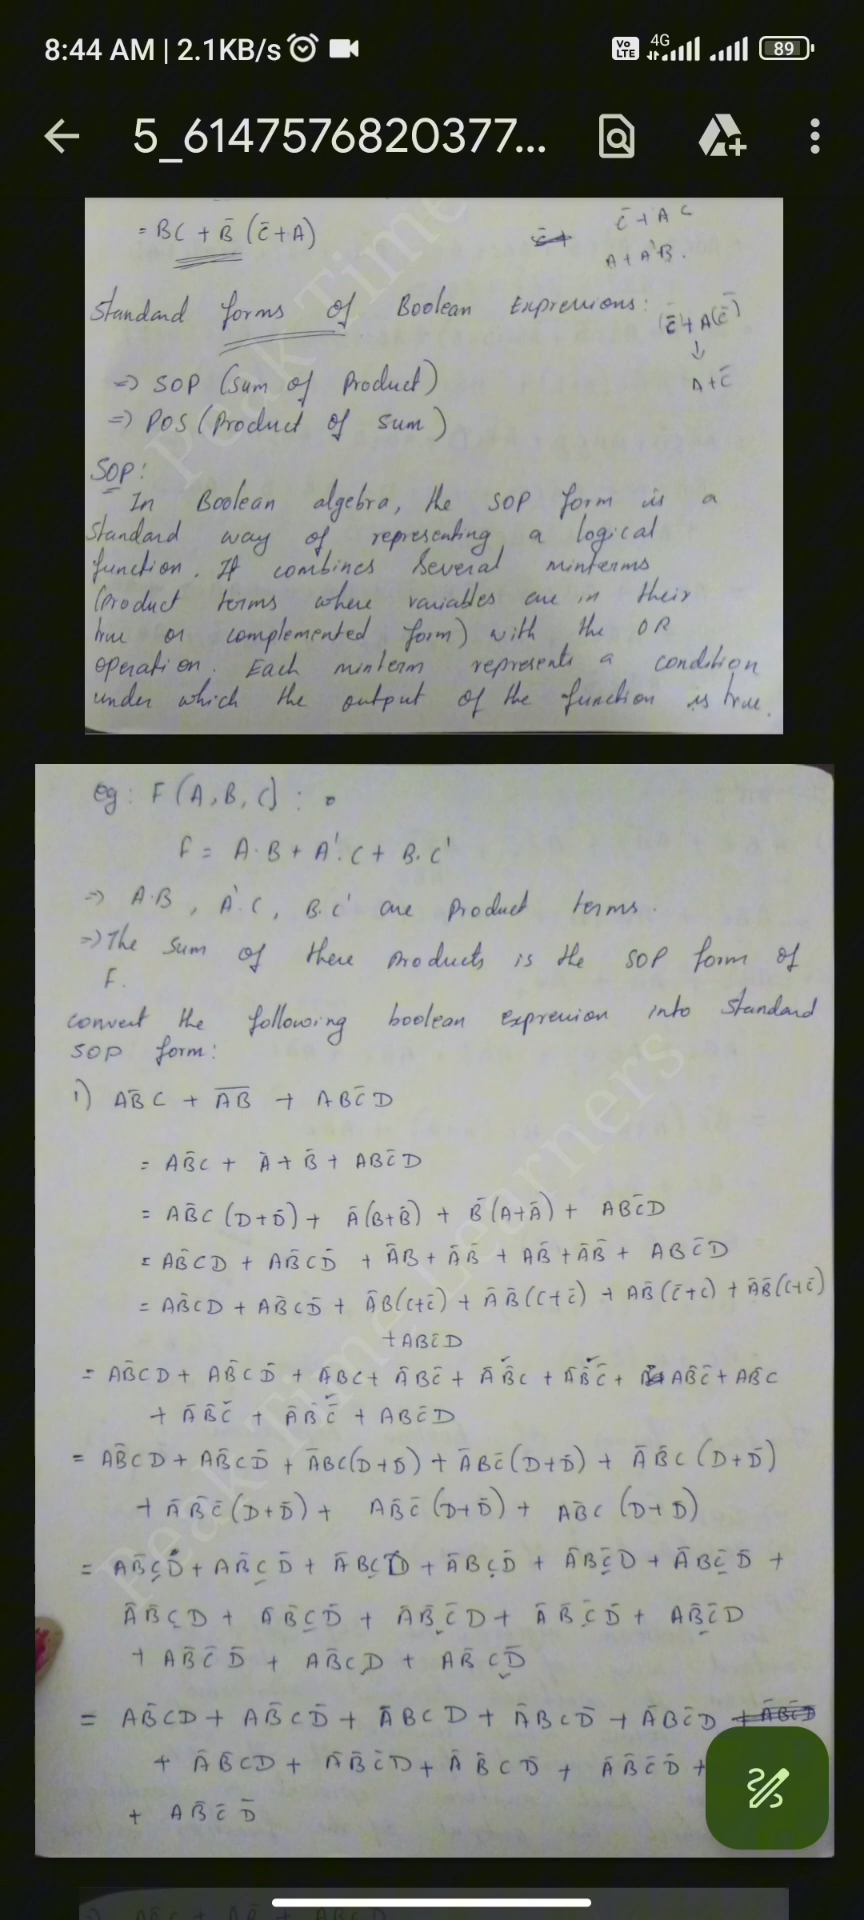 8:44 AM | 2.1KB/s
Vo LTE 4G 89
5_6147576820377...
= BC + B̄ (C̄+A)
C̄ + A C
A + A'B.
Standard forms of Boolean Expressions:
(C̄+A(C̄)
↓
A+C̄
=> SOP (Sum of Product)
=> POS (Product of Sum)
SOP:
In Boolean algebra, the SOP form is a
standard way of representing a logical
function. It combines several minterms
(product terms where variables are in their
true or complemented form) with the OR
operation. Each minterm represents a condition
under which the output of the function is true.
eg: F(A,B,C) :
F = A·B + A'·C + B·C'
=> A·B, A'·C, B·C' are Product terms.
=> The sum of these products is the SOP form of
F.
convert the following boolean expression into standard
SOP form:
1) AB̄C + A̅B̅ + ABC̄D
= AB̄C + Ā + B̄ + ABC̄D
= AB̄C (D+D̄) + Ā(B+B̄) + B̄(A+Ā) + ABC̄D
= AB̄CD + AB̄CD̄ + ĀB + ĀB̄ + AB̄ + ĀB̄ + ABC̄D
= AB̄CD + AB̄CD̄ + ĀB(C+C̄) + ĀB̄(C+C̄) + AB̄(C̄+C) + ĀB̄(C+C̄)
+ ABC̄D
= AB̄CD + AB̄CD̄ + ĀBC + ĀBC̄ + ĀB̄C + ĀB̄C̄ + AB̄C̄ + AB̄C
+ ĀB̄C̄ + ĀB̄C̄ + ABC̄D
= AB̄CD + AB̄CD̄ + ĀBC(D+D̄) + ĀBC̄(D+D̄) + ĀB̄C(D+D̄)
+ ĀB̄C̄(D+D̄) + AB̄C̄(D+D̄) + AB̄C(D+D̄)
= AB̄CD + AB̄CD̄ + ĀBCD + ĀBCD̄ + ĀBC̄D + ĀBC̄D̄ +
ĀB̄CD + ĀB̄CD̄ + ĀB̄C̄D + ĀB̄C̄D̄ + AB̄C̄D
+ AB̄C̄D̄ + AB̄CD + AB̄CD̄
= AB̄CD + AB̄CD̄ + ĀBCD + ĀBCD̄ + ĀBC̄D
+ ĀB̄CD + ĀB̄C̄D + ĀB̄CD̄ + ĀB̄C̄D̄ +
+ AB̄C̄D̄
Peak Time Learners